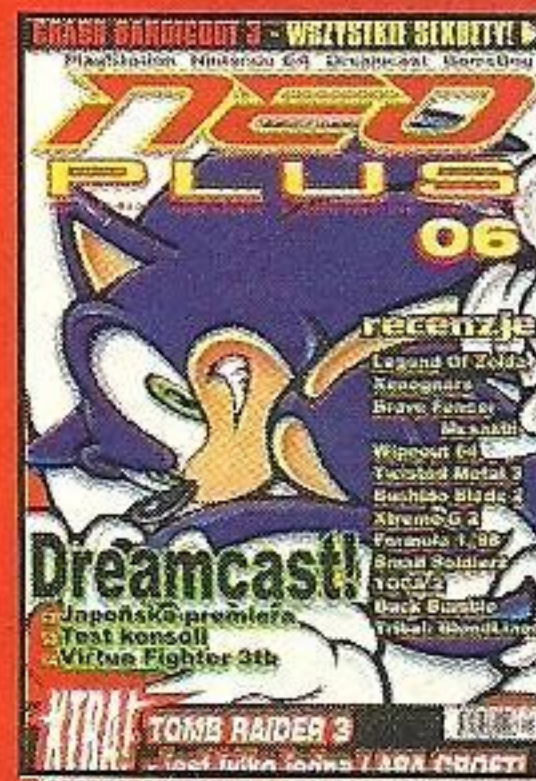 CRASH BANDICOOT 3 - WSZYSTKIE SEKRETY!
PlayStation Nintendo 64 Dreamcast GameBoy
neo
PLUS
06
recenzje
Legend Of Zelda
Xenogears
Brave Fencer
Musashi
Wipeout 64
Twisted Metal 3
Bushido Blade 2
Xtreme G 2
Formula 1 '98
Small Soldiers
TOCA 2
Buck Bumble
Tribal:
Dreamcast!
Japońska premiera
Test konsoli
Virtua Fighter 3tb
XTRA!
TOMB RAIDER 3
- jest tylko jedna LARA CROFT!